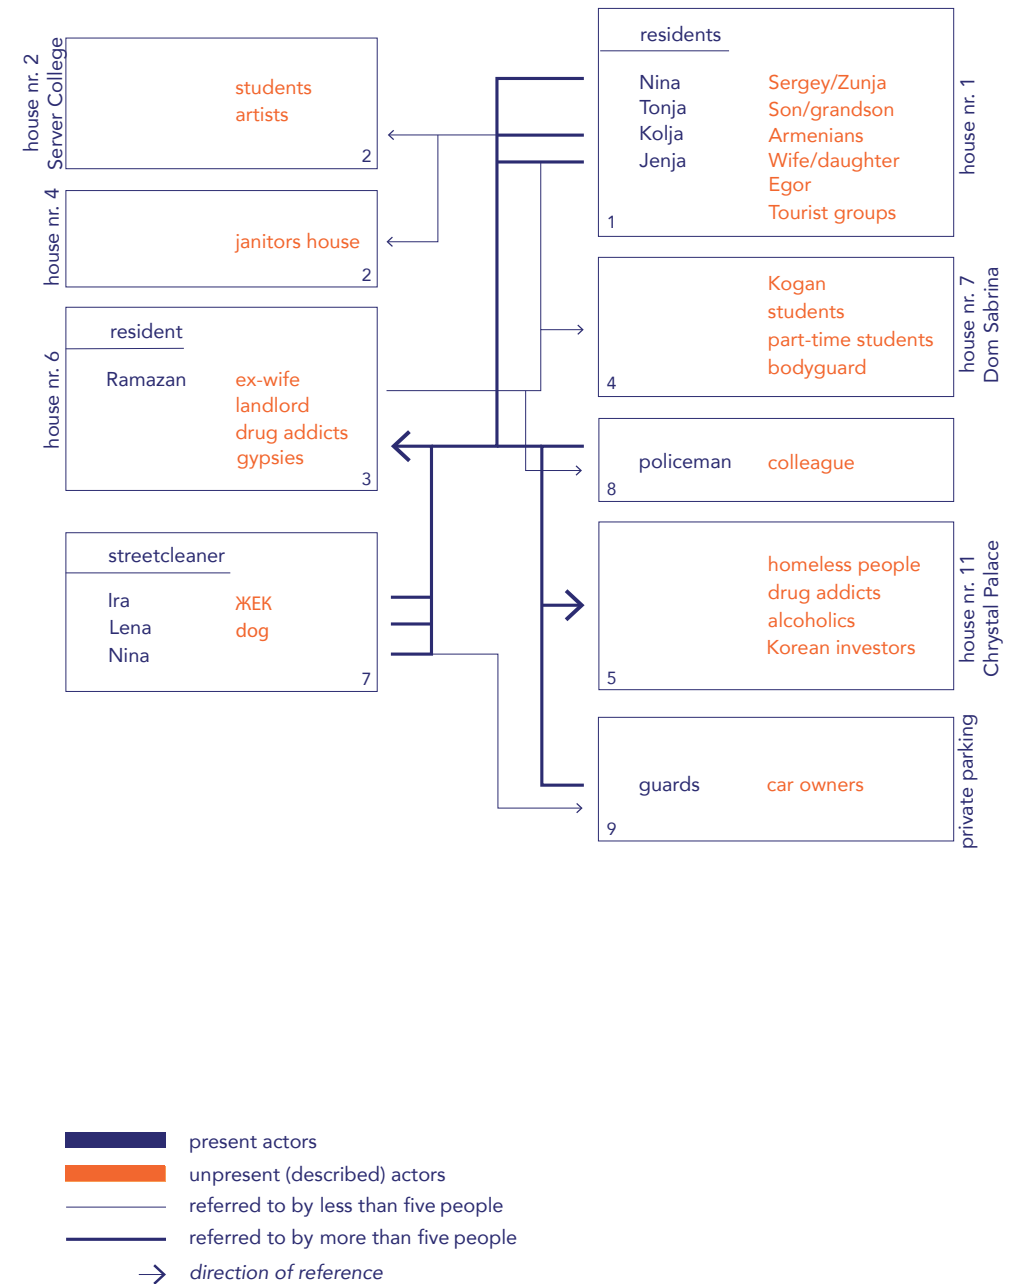 house nr. 2
Server College
students
artists
2
house nr. 4
janitors house
2
house nr. 6
resident
Ramazan
ex-wife
landlord
drug addicts
gypsies
3
streetcleaner
Ira
Lena
Nina
ЖЕК
dog
7
residents
Nina
Tonja
Kolja
Jenja
Sergey/Zunja
Son/grandson
Armenians
Wife/daughter
Egor
Tourist groups
1
house nr. 1
Kogan
students
part-time students
bodyguard
4
house nr. 7
Dom Sabrina
policeman
colleague
8
homeless people
drug addicts
alcoholics
Korean investors
5
house nr. 11
Chrystal Palace
guards
car owners
9
private parking
present actors
unpresent (described) actors
referred to by less than five people
referred to by more than five people
direction of reference